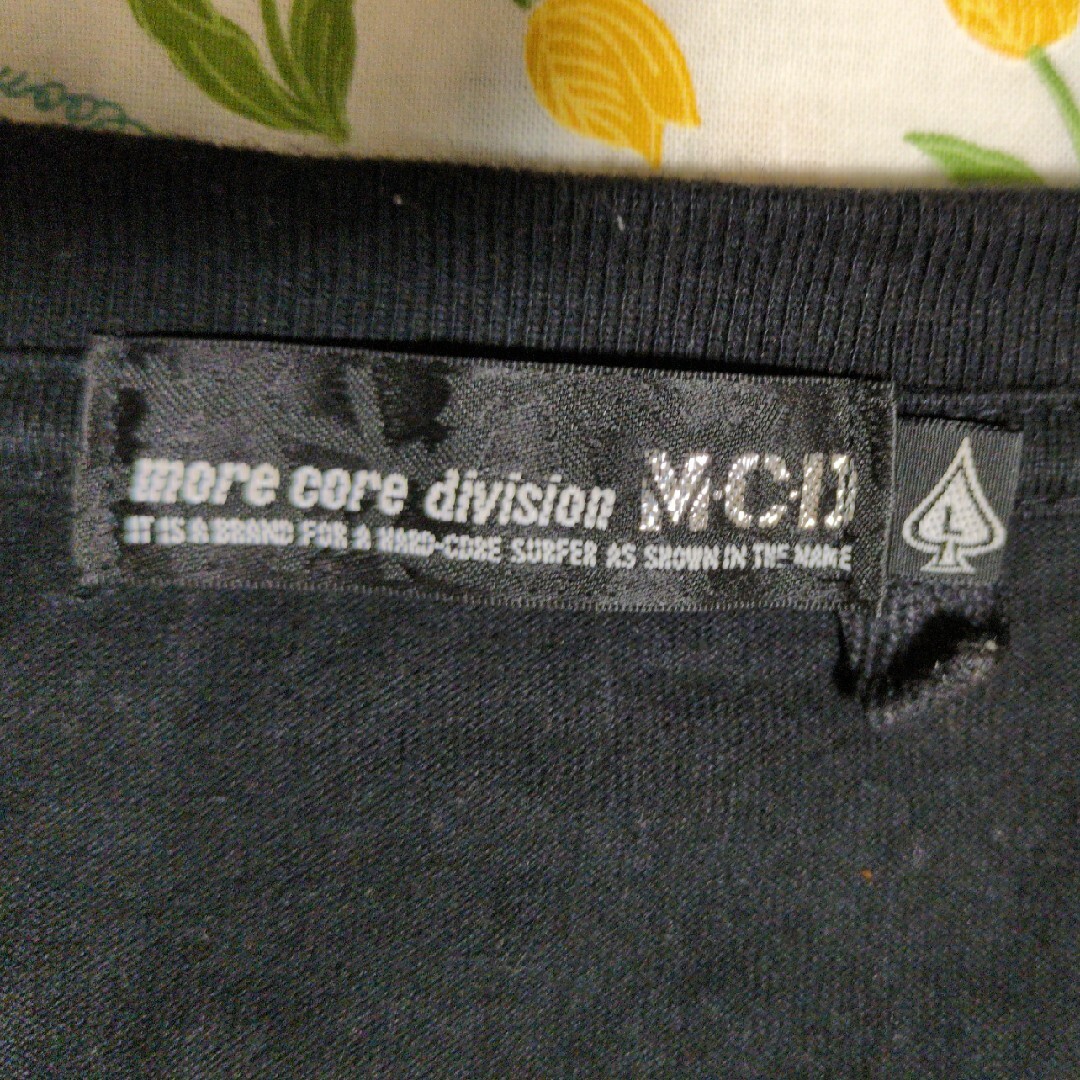 more core division M.C.D
IT IS A BRAND FOR A HARD-CORE SURFER AS SHOWN IN THE NAME
L